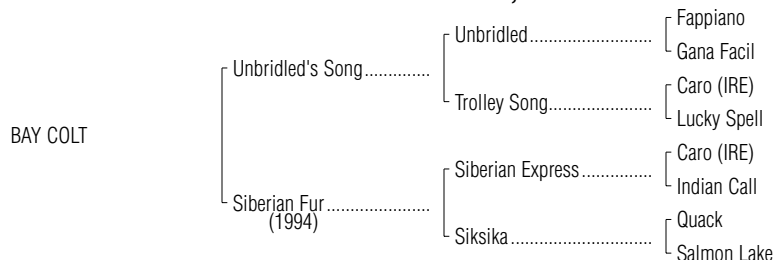 Fappiano
Unbridled
Gana Facil
Unbridled's Song
Caro (IRE)
Trolley Song
Lucky Spell
BAY COLT
Caro (IRE)
Siberian Express
Indian Call
Siberian Fur
(1994)
Quack
Siksika
Salmon Lake